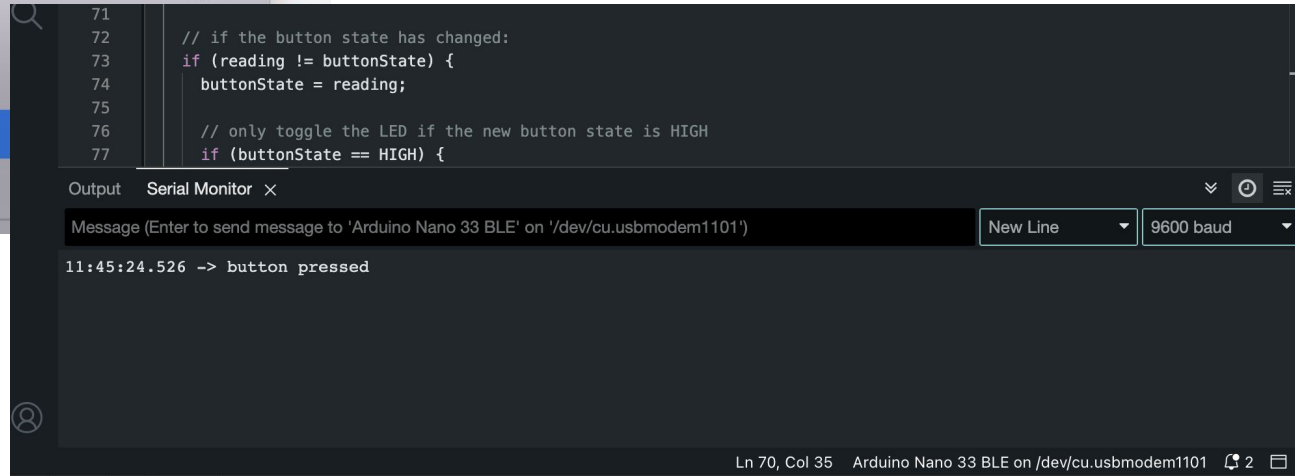 71
72 // if the button state has changed:
73 if (reading != buttonState) {
74 buttonState = reading;
75
76 // only toggle the LED if the new button state is HIGH
77 if (buttonState == HIGH) {
Output Serial Monitor
Message (Enter to send message to 'Arduino Nano 33 BLE' on '/dev/cu.usbmodem1101')
New Line
9600 baud
11:45:24.526 -> button pressed
Ln 70, Col 35 Arduino Nano 33 BLE on /dev/cu.usbmodem1101 2